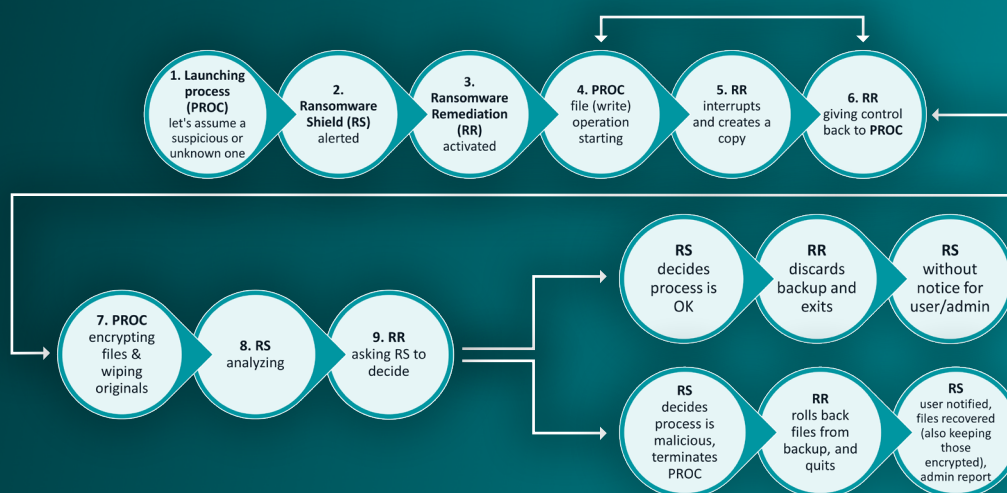 1. Launching
process
(PROC)
let's assume a
suspicious or
unknown one
2.
Ransomware
Shield (RS)
alerted
3.
Ransomware
Remediation
(RR)
activated
4. PROC
file (write)
operation
starting
5. RR
interrupts
and creates a
copy
6. RR
giving control
back to PROC
7. PROC
encrypting
files &
wiping
originals
8. RS
analyzing
9. RR
asking RS to
decide
RS
decides
process is
OK
RR
discards
backup and
exits
RS
without
notice for
user/admin
RS
decides
process is
malicious,
terminates
PROC
RR
rolls back
files from
backup, and
quits
RS
user notified,
files recovered
(also keeping
those
encrypted),
admin report